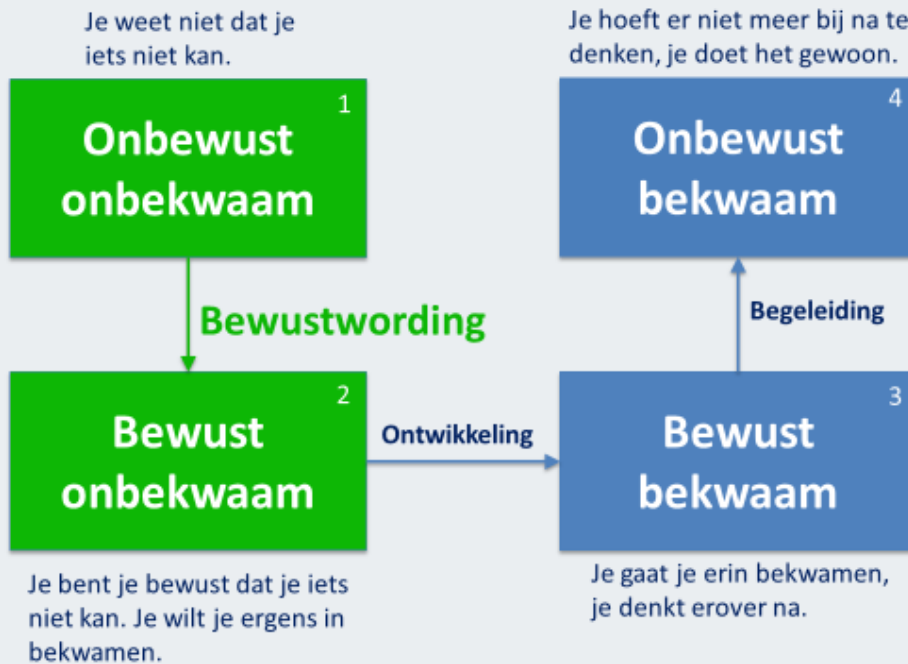 Je weet niet dat je
iets niet kan.
1
Onbewust
onbekwaam
Bewustwording
2
Bewust
onbekwaam
Je bent je bewust dat je iets
niet kan. Je wilt je ergens in
bekwamen.
Ontwikkeling
3
Bewust
bekwaam
Je gaat je erin bekwamen,
je denkt erover na.
Begeleiding
Je hoeft er niet meer bij na te
denken, je doet het gewoon.
4
Onbewust
bekwaam